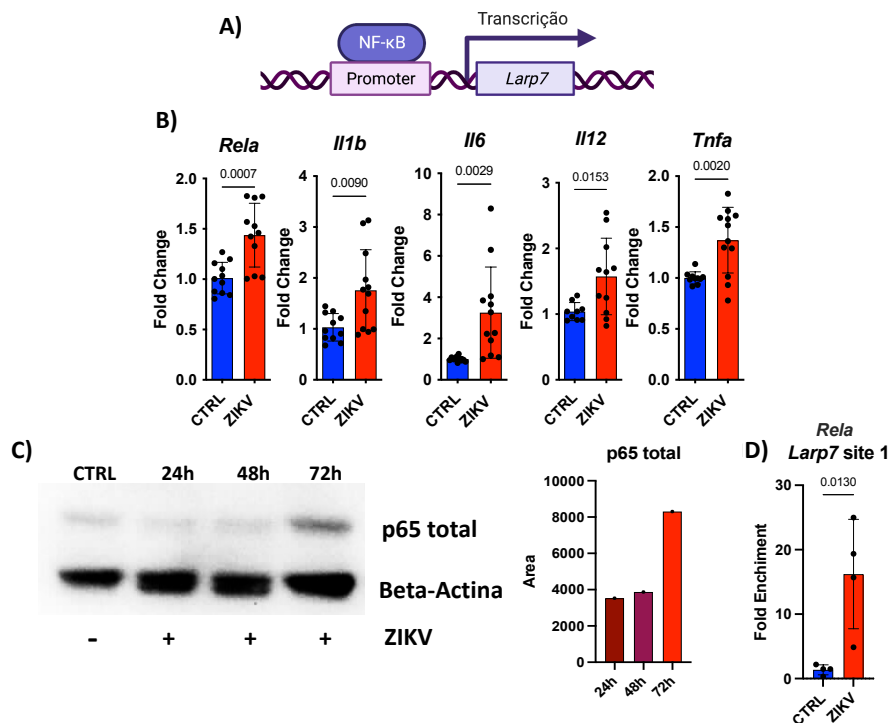 A)
Transcrição
NF-κB
Promoter
Larp7
B)
Rela
Il1b
Il6
Il12
Tnfa
0.0007
0.0090
0.0029
0.0153
0.0020
Fold Change
2.0
1.5
1.0
0.5
0.0
CTRL
ZIKV
Fold Change
4
3
2
1
0
CTRL
ZIKV
Fold Change
10
8
6
4
2
0
CTRL
ZIKV
Fold Change
3
2
1
0
CTRL
ZIKV
Fold Change
2.0
1.5
1.0
0.5
0.0
CTRL
ZIKV
C)
CTRL 24h 48h 72h
p65 total
Beta-Actina
- + + + ZIKV
p65 total
Area
10000
8000
6000
4000
2000
0
24h
48h
72h
D)
Rela
Larp7 site 1
0.0130
Fold Enchiment
30
20
10
0
CTRL
ZIKV